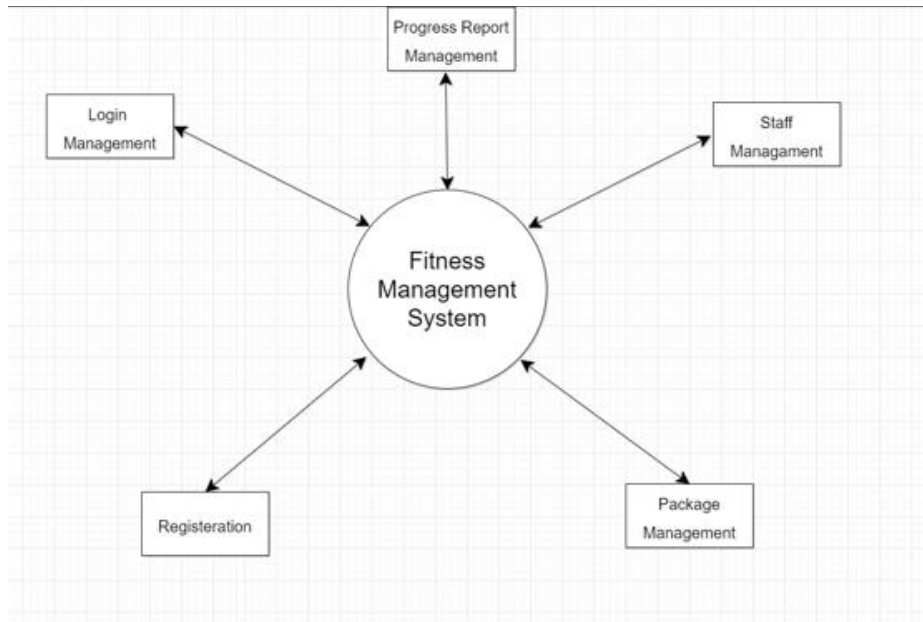 Progress Report
Management
Login
Management
Staff
Managament
Fitness
Management
System
Registeration
Package
Management